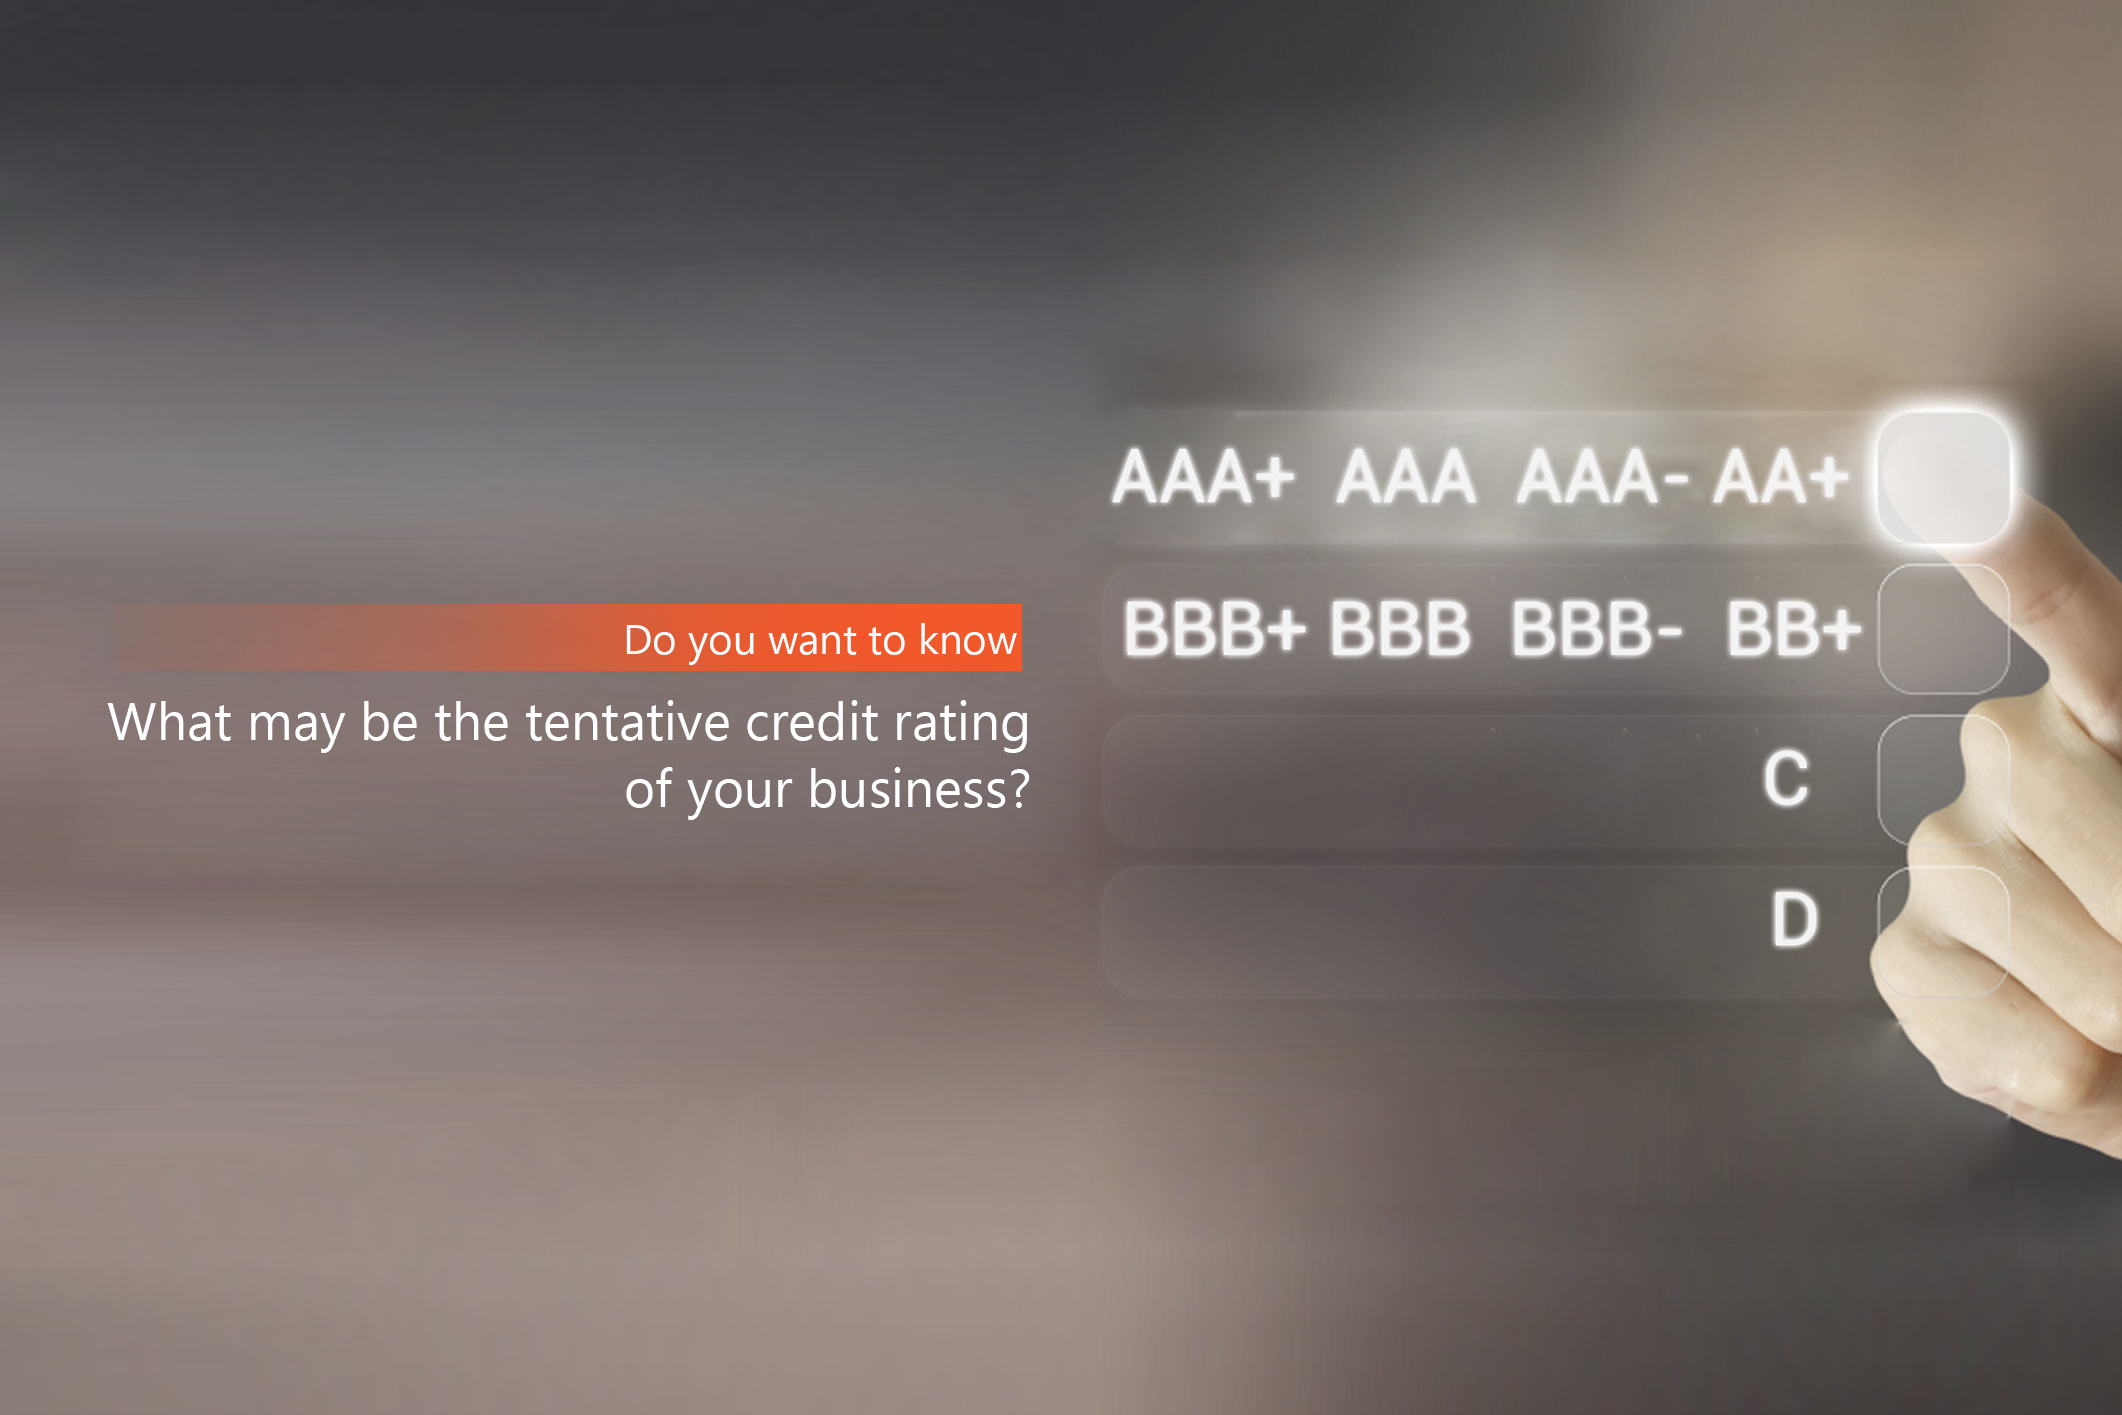 Do you want to know
What may be the tentative credit rating
of your business?
AAA+ AAA AAA- AA+
BBB+ BBB BBB- BB+
C
D